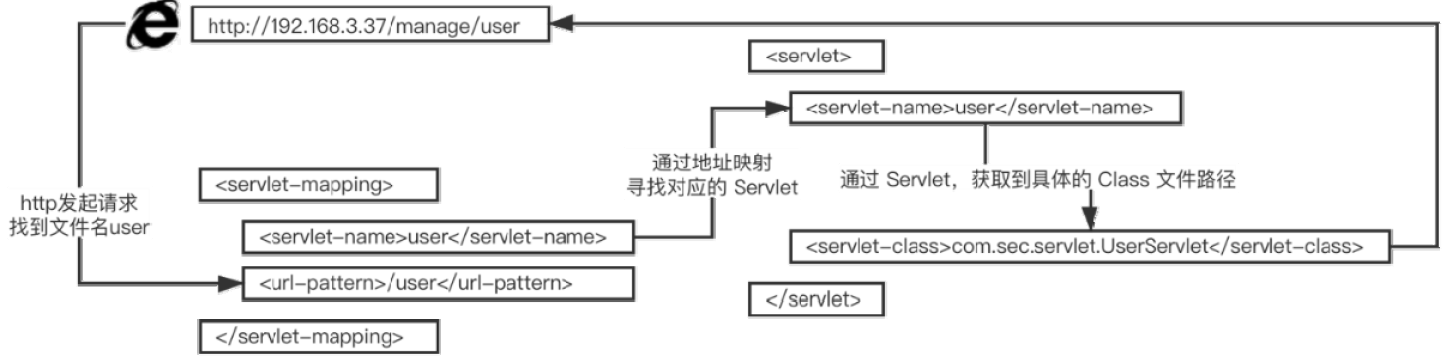 http://192.168.3.37/manage/user
http发起请求
找到文件名user
<servlet-mapping>
<servlet-name>user</servlet-name>
<url-pattern>/user</url-pattern>
</servlet-mapping>
通过地址映射
寻找对应的 Servlet
<servlet>
<servlet-name>user</servlet-name>
通过 Servlet，获取到具体的 Class 文件路径
<servlet-class>com.sec.servlet.UserServlet</servlet-class>
</servlet>